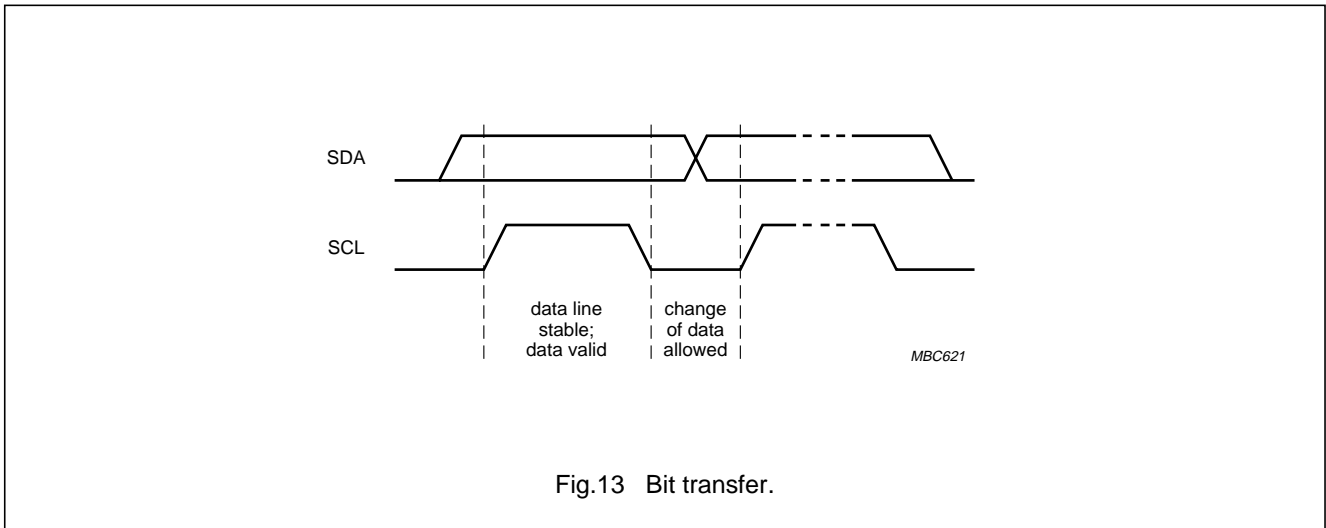 SDA
SCL
data line
stable;
data valid
change
of data
allowed
MBC621
Fig.13 Bit transfer.